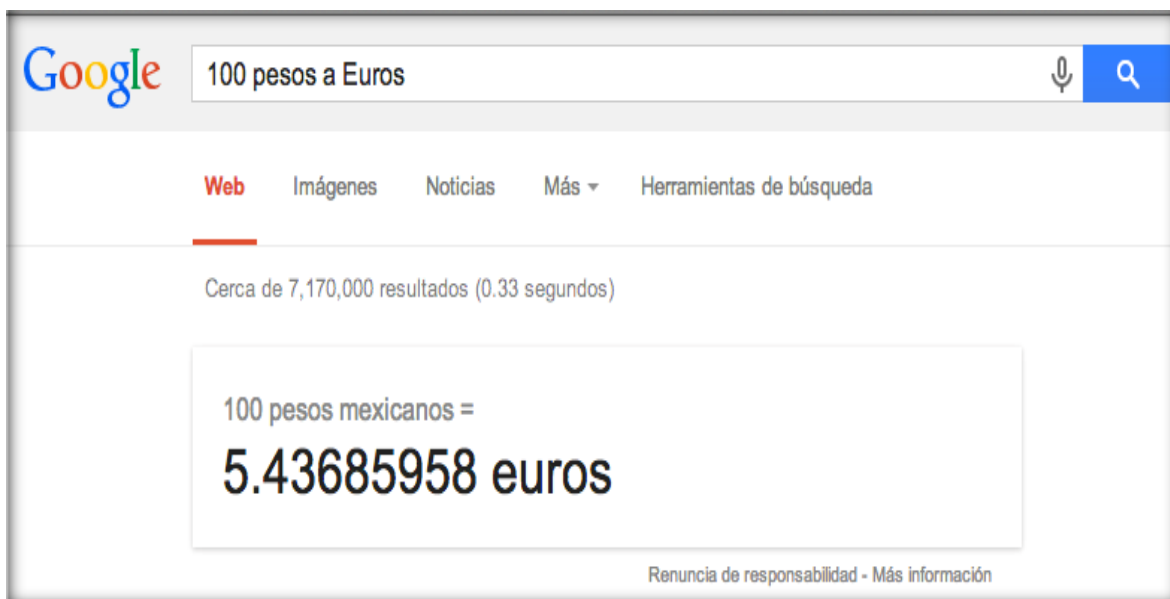 Google 100 pesos a Euros
Web Imágenes Noticias Más Herramientas de búsqueda
Cerca de 7,170,000 resultados (0.33 segundos)
100 pesos mexicanos =
5.43685958 euros
Renuncia de responsabilidad - Más información